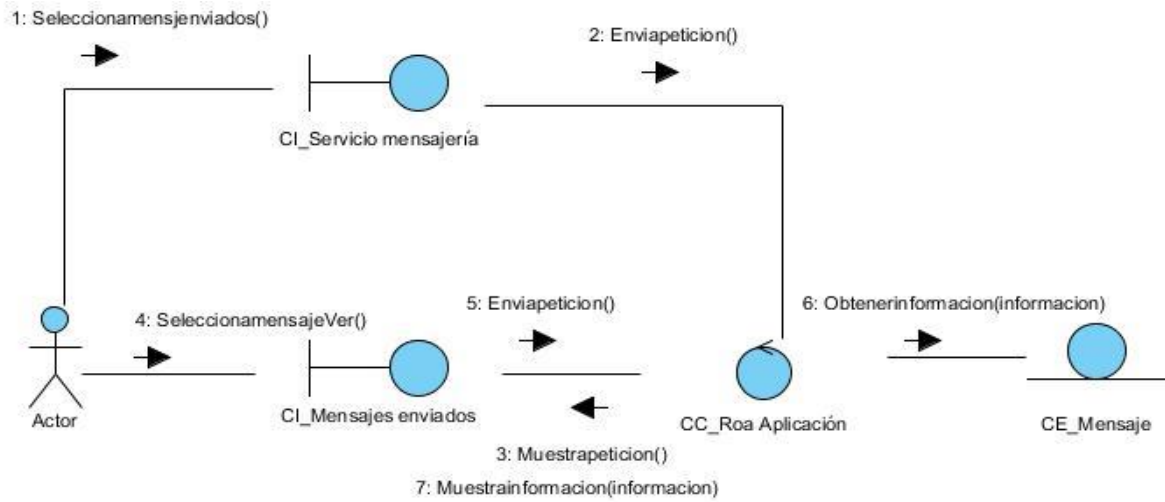 1: Seleccionamensjenviados()
2: Enviapeticion()
CI_Servicio mensajería
4: SeleccionamensajeVer()
5: Enviapeticion()
6: Obtenerinformacion(informacion)
Actor
CI_Mensajes enviados
CC_Roa Aplicación
CE_Mensaje
3: Muestrapeticion()
7: Muestrainformacion(informacion)